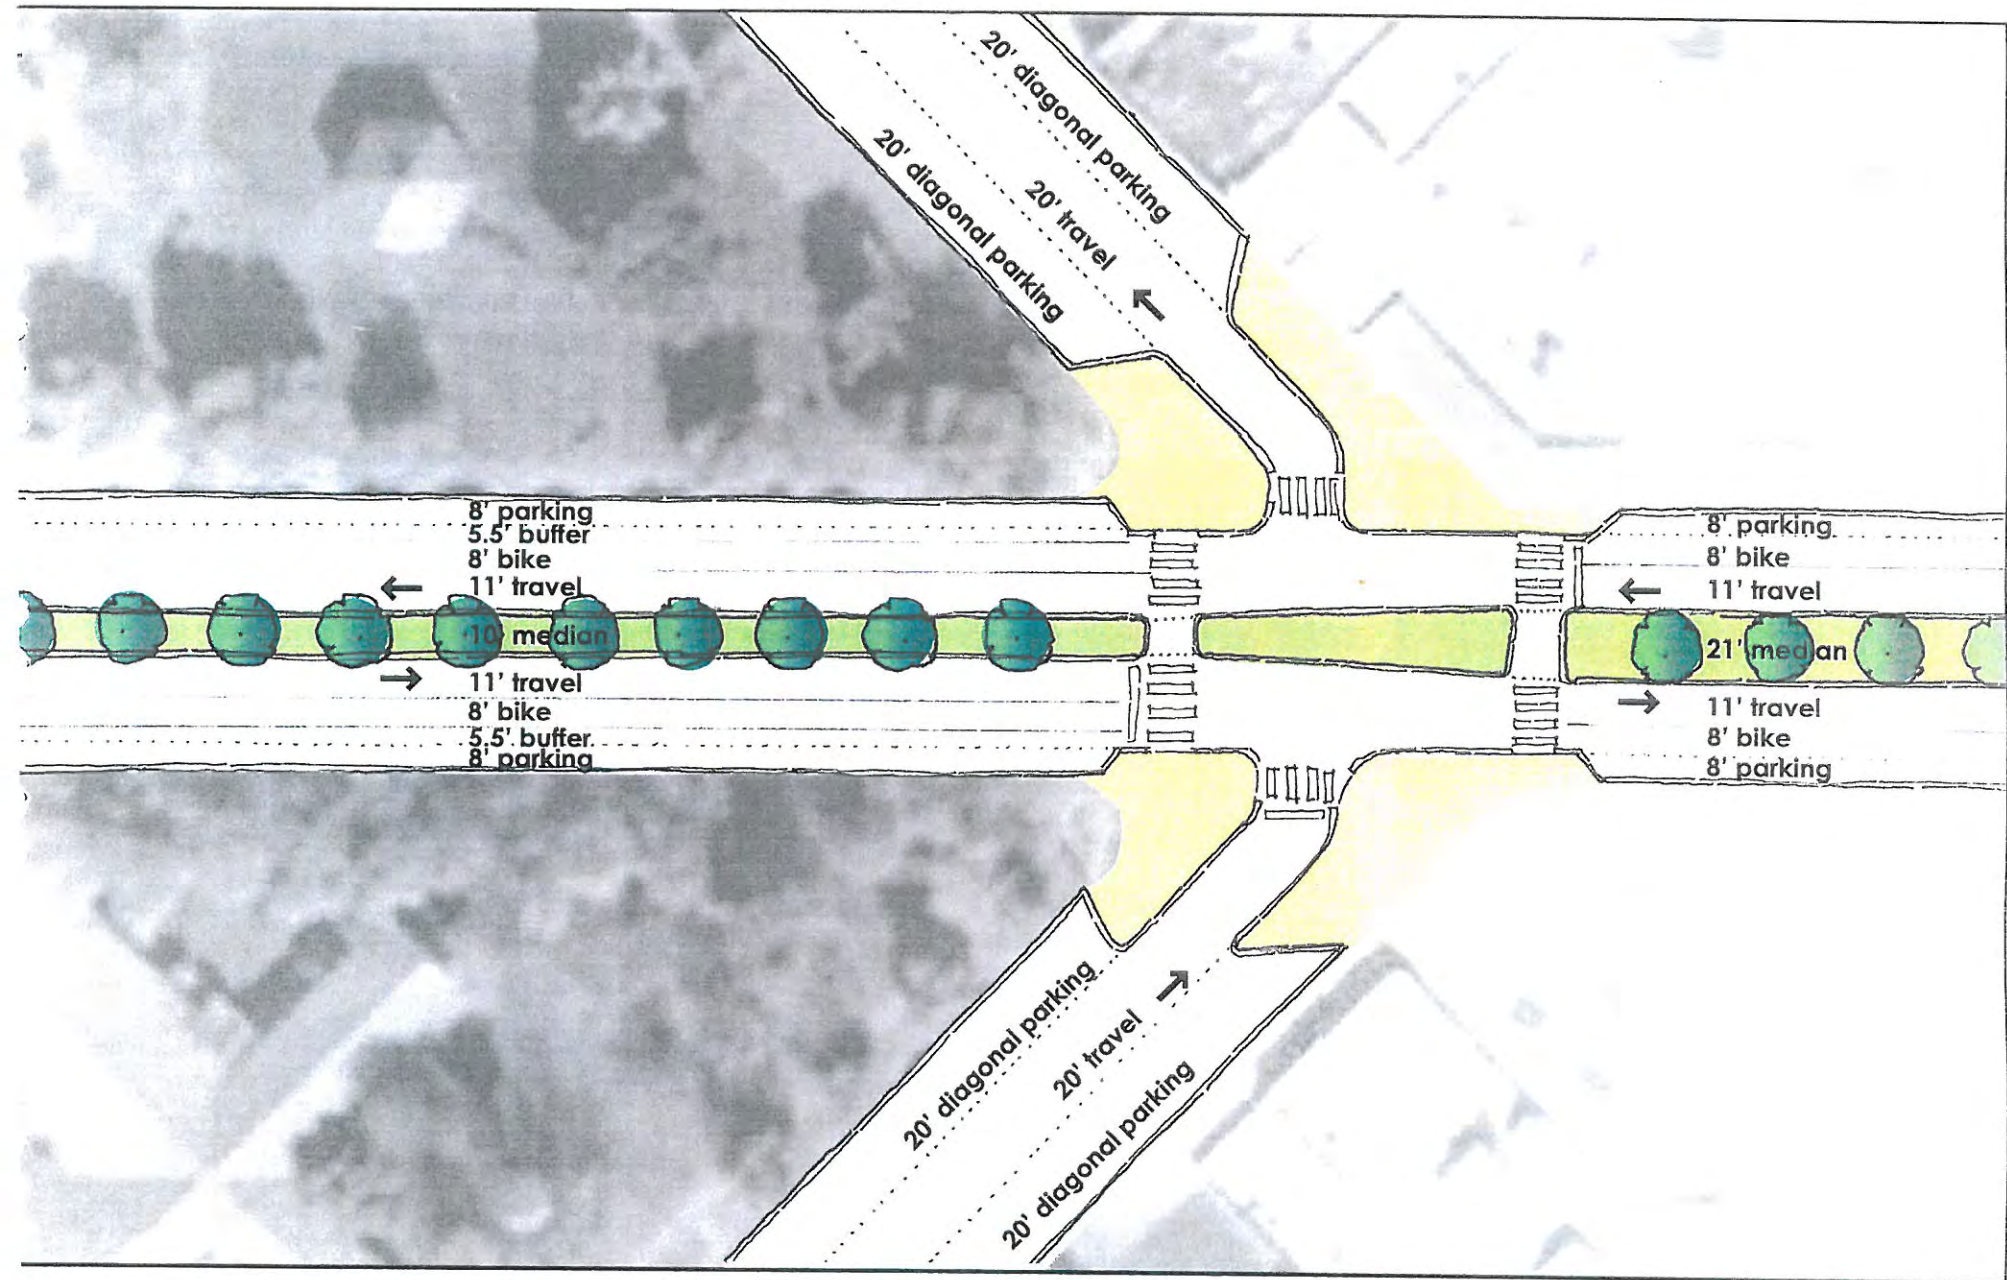 20' diagonal parking
20' travel
20' diagonal parking
8' parking
5.5' buffer
8' bike
11' travel
10' median
11' travel
8' bike
5.5' buffer
8' parking
8' parking
8' bike
11' travel
21' median
11' travel
8' bike
8' parking
20' diagonal parking
20' travel
20' diagonal parking